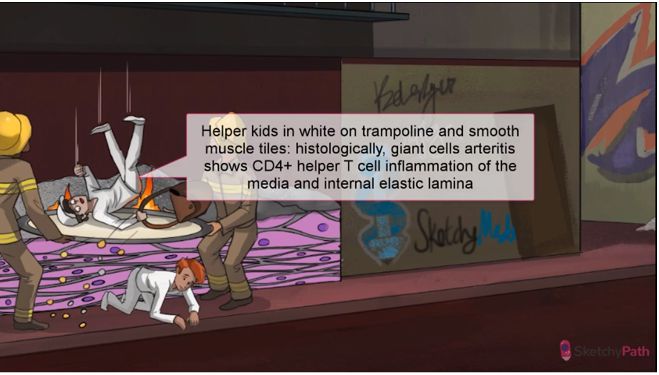 Helper kids in white on trampoline and smooth
muscle tiles: histologically, giant cells arteritis
shows CD4+ helper T cell inflammation of the
media and internal elastic lamina
SketchyMed
SketchyPath